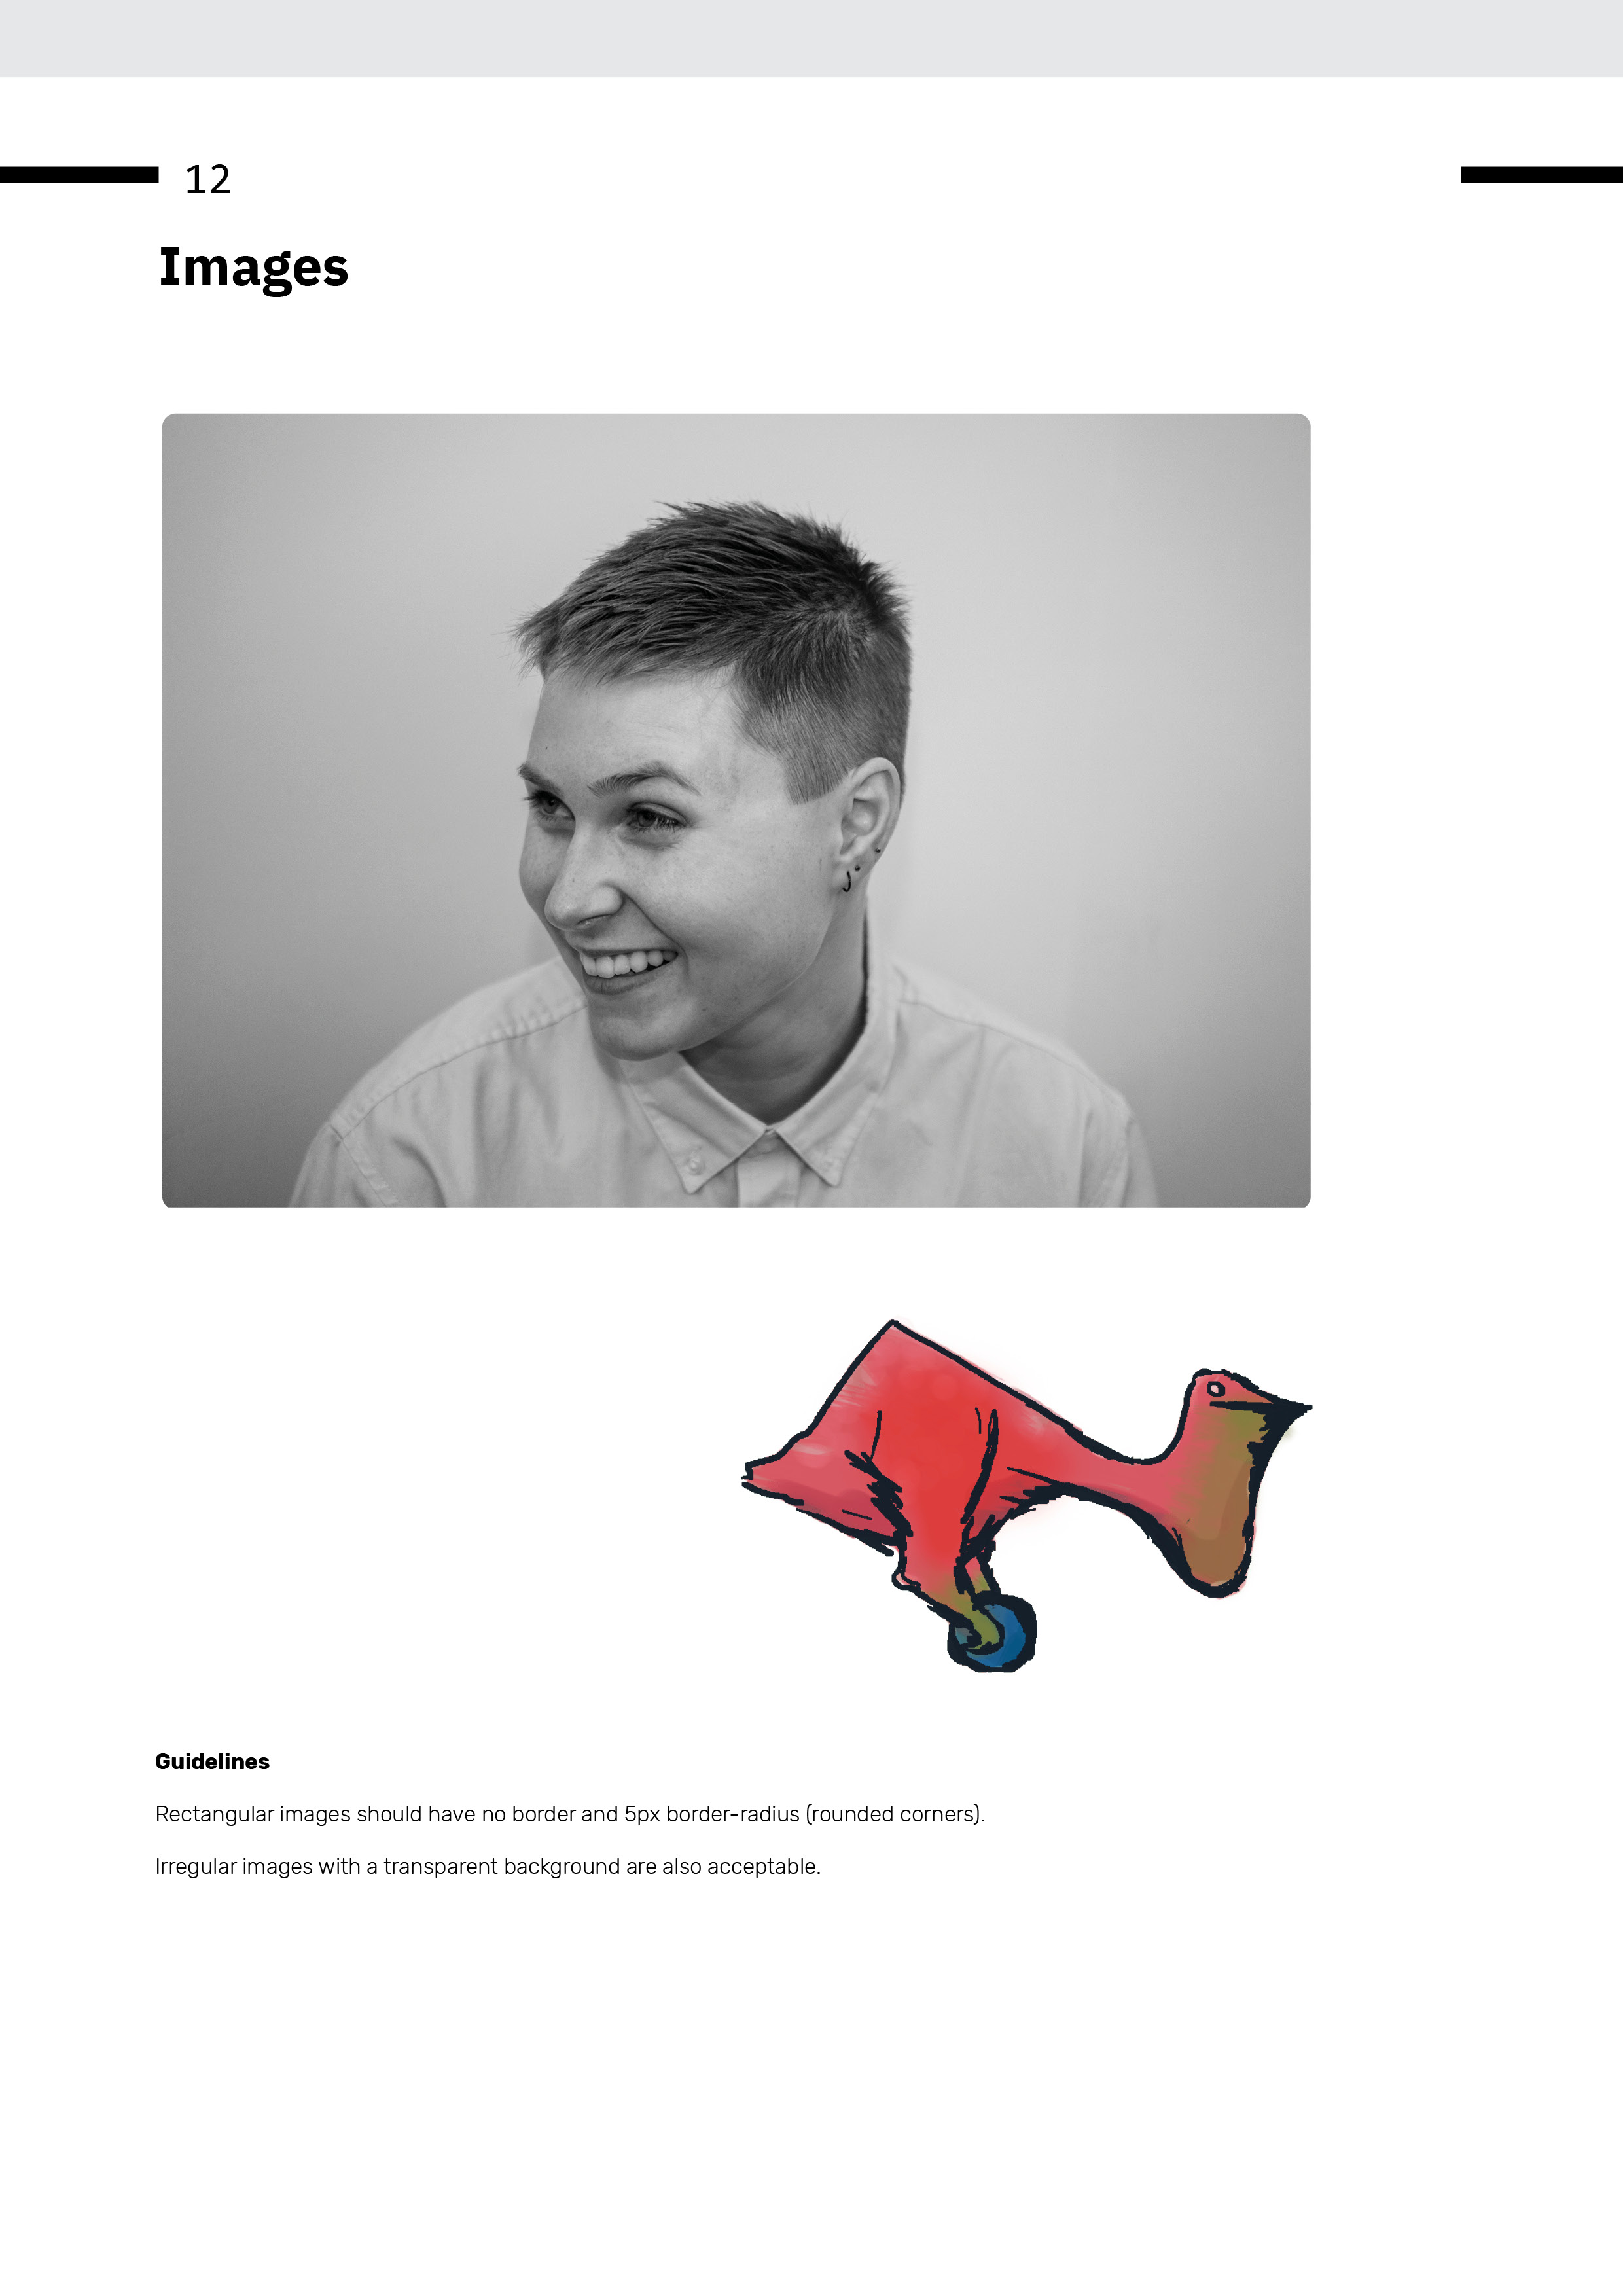 12
Images
Guidelines
Rectangular images should have no border and 5px border-radius (rounded corners).
Irregular images with a transparent background are also acceptable.